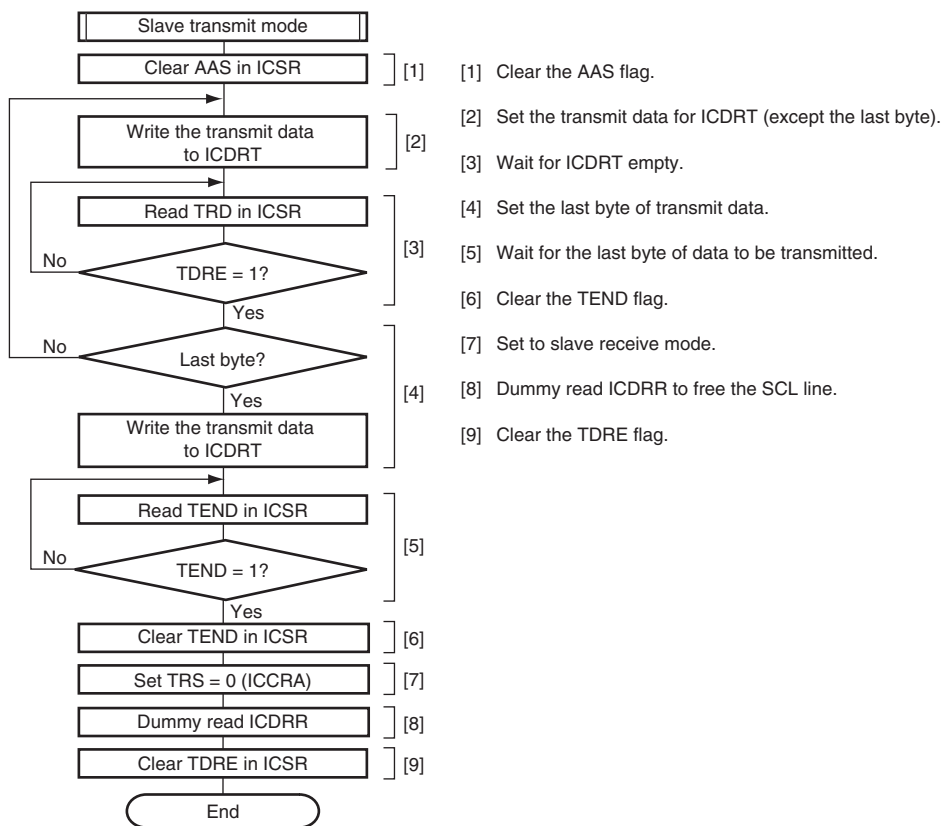 Slave transmit mode
Clear AAS in ICSR
[1]
Write the transmit data
to ICDRT
[2]
Read TRD in ICSR
No
TDRE = 1?
[3]
Yes
No
Last byte?
Yes
[4]
Write the transmit data
to ICDRT
Read TEND in ICSR
No
TEND = 1?
[5]
Yes
Clear TEND in ICSR
[6]
Set TRS = 0 (ICCRA)
[7]
Dummy read ICDRR
[8]
Clear TDRE in ICSR
[9]
End
[1] Clear the AAS flag.
[2] Set the transmit data for ICDRT (except the last byte).
[3] Wait for ICDRT empty.
[4] Set the last byte of transmit data.
[5] Wait for the last byte of data to be transmitted.
[6] Clear the TEND flag.
[7] Set to slave receive mode.
[8] Dummy read ICDRR to free the SCL line.
[9] Clear the TDRE flag.